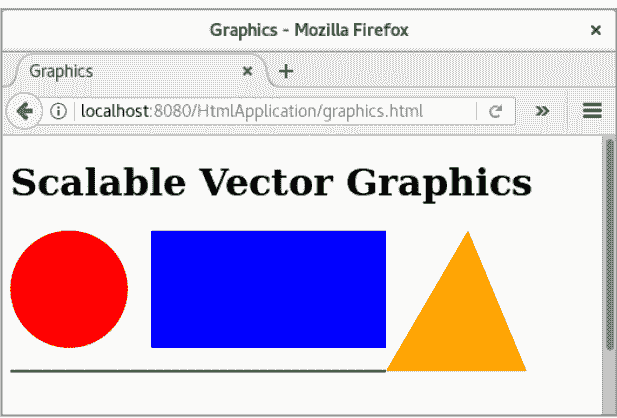 Graphics - Mozilla Firefox
Graphics
localhost:8080/HtmlApplication/graphics.html
Scalable Vector Graphics